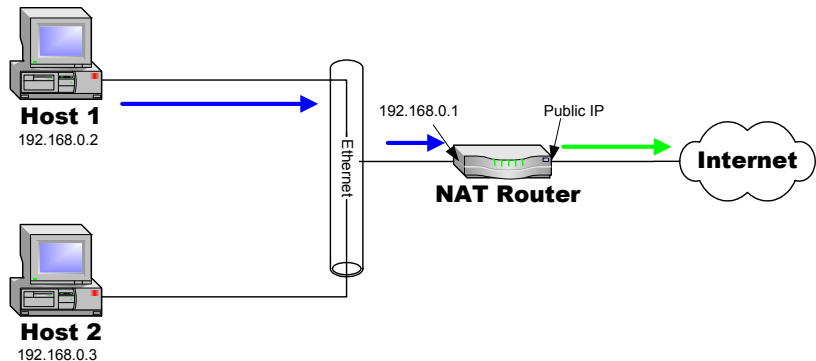 Host 1
192.168.0.2
Ethernet
192.168.0.1
Public IP
NAT Router
Internet
Host 2
192.168.0.3